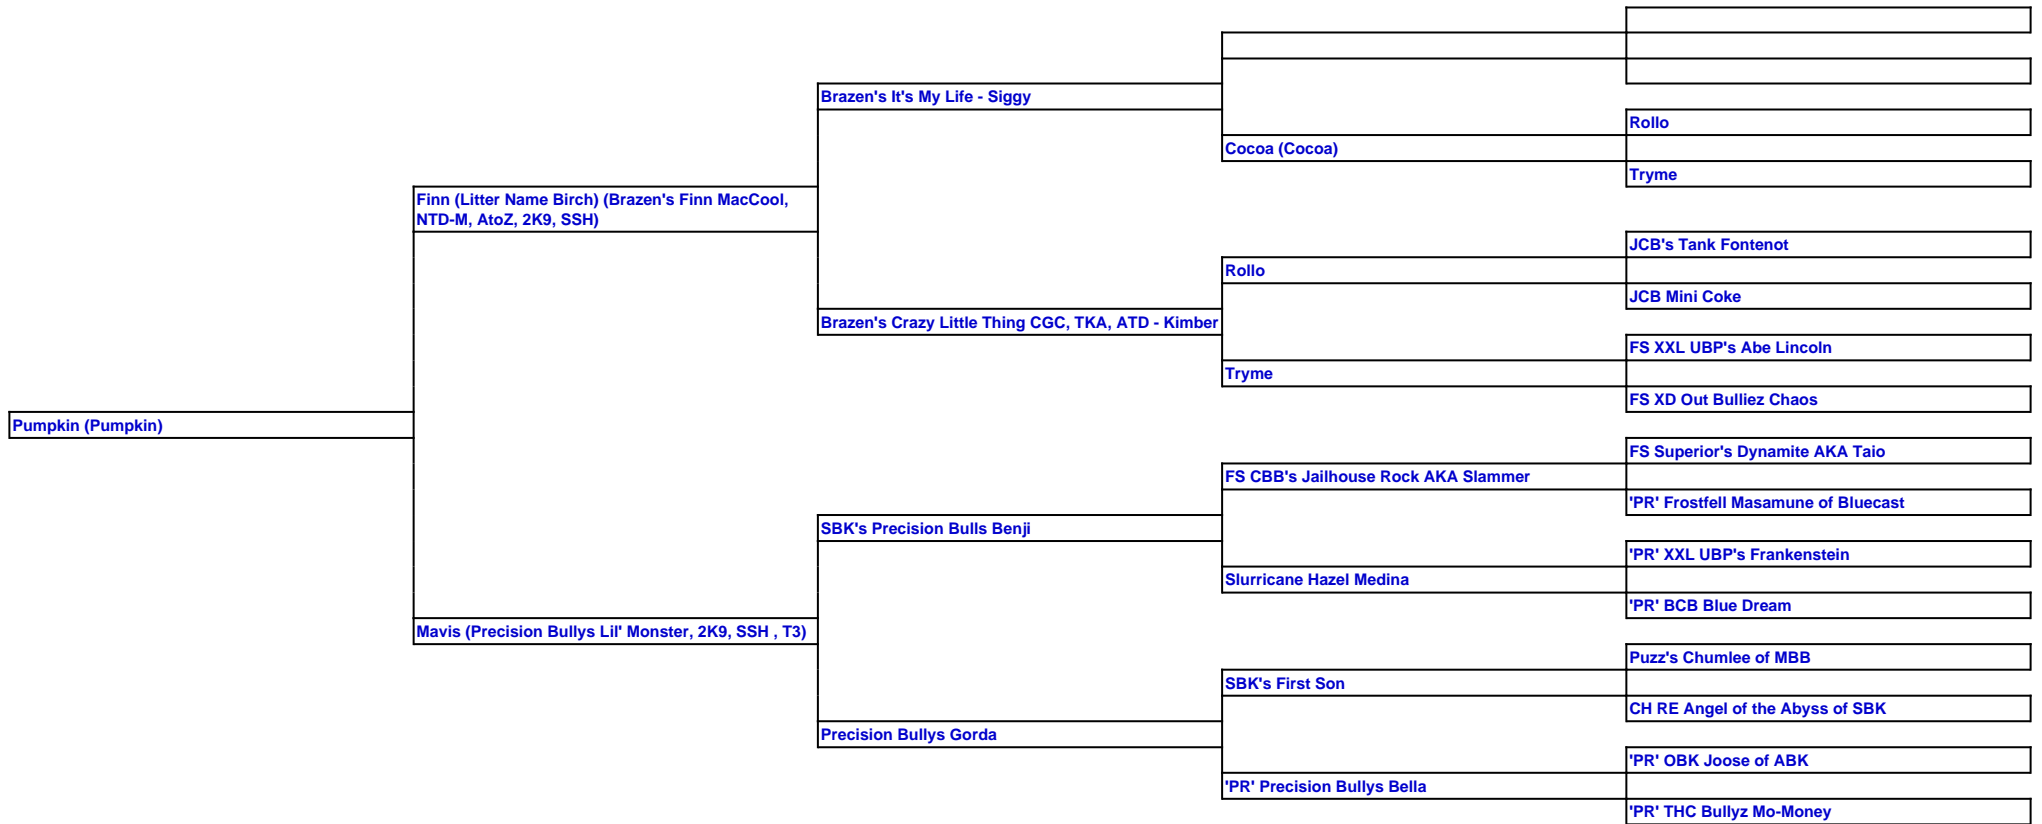 Brazen's It's My Life - Siggy
Rollo
Cocoa (Cocoa)
Tryme
Finn (Litter Name Birch) (Brazen's Finn MacCool,
NTD-M, AtoZ, 2K9, SSH)
JCB's Tank Fontenot
Rollo
JCB Mini Coke
Brazen's Crazy Little Thing CGC, TKA, ATD - Kimber
FS XXL UBP's Abe Lincoln
Tryme
FS XD Out Bulliez Chaos
Pumpkin (Pumpkin)
FS Superior's Dynamite AKA Taio
FS CBB's Jailhouse Rock AKA Slammer
'PR' Frostfell Masamune of Bluecast
SBK's Precision Bulls Benji
'PR' XXL UBP's Frankenstein
Slurricane Hazel Medina
'PR' BCB Blue Dream
Mavis (Precision Bullys Lil' Monster, 2K9, SSH , T3)
Puzz's Chumlee of MBB
SBK's First Son
CH RE Angel of the Abyss of SBK
Precision Bullys Gorda
'PR' OBK Joose of ABK
'PR' Precision Bullys Bella
'PR' THC Bullyz Mo-Money